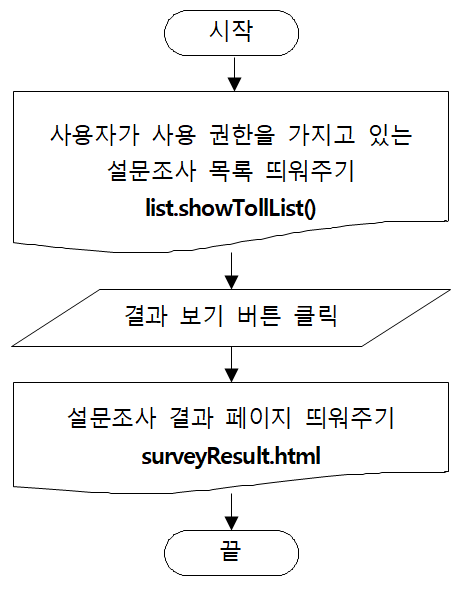 시작
사용자가 사용 권한을 가지고 있는
설문조사 목록 띄워주기
list.showTollList()
결과 보기 버튼 클릭
설문조사 결과 페이지 띄워주기
surveyResult.html
끝